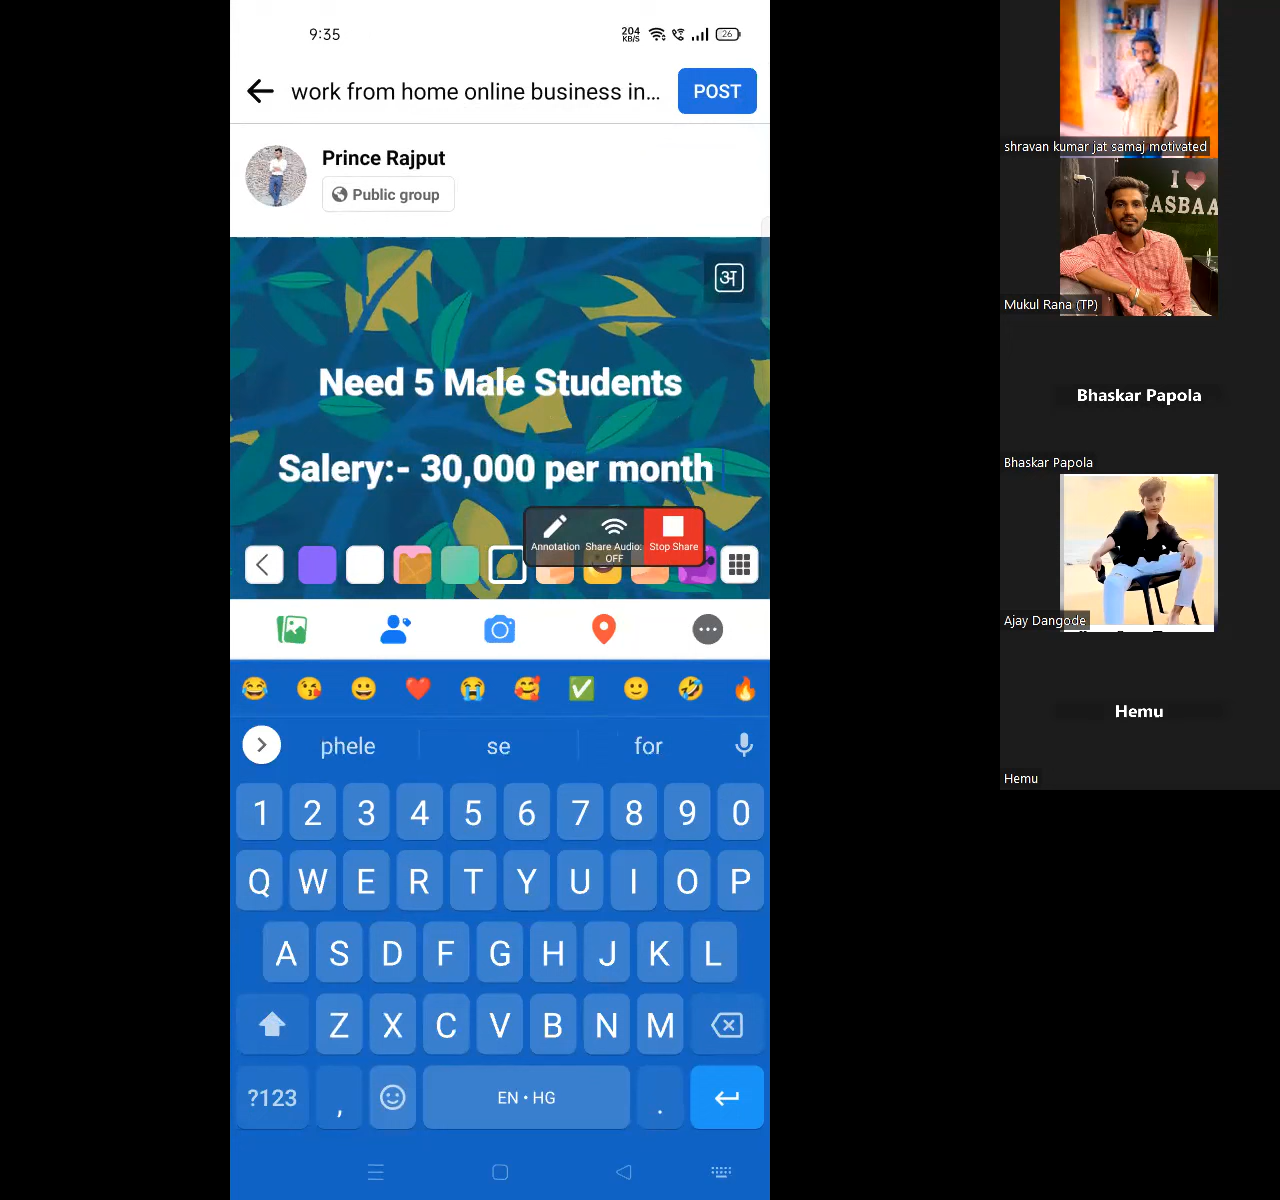 9:35
204
KB/S
26
work from home online business in...
POST
Prince Rajput
Public group
अ
Need 5 Male Students
Salery:- 30,000 per month
Annotation
Share Audio:
OFF
Stop Share
phele
se
for
1 2 3 4 5 6 7 8 9 0
Q W E R T Y U I O P
A S D F G H J K L
Z X C V B N M
?123
,
EN • HG
.
shravan kumar jat samaj motivated
I
KASBAA
Mukul Rana (TP)
Bhaskar Papola
Bhaskar Papola
Ajay Dangode
Hemu
Hemu